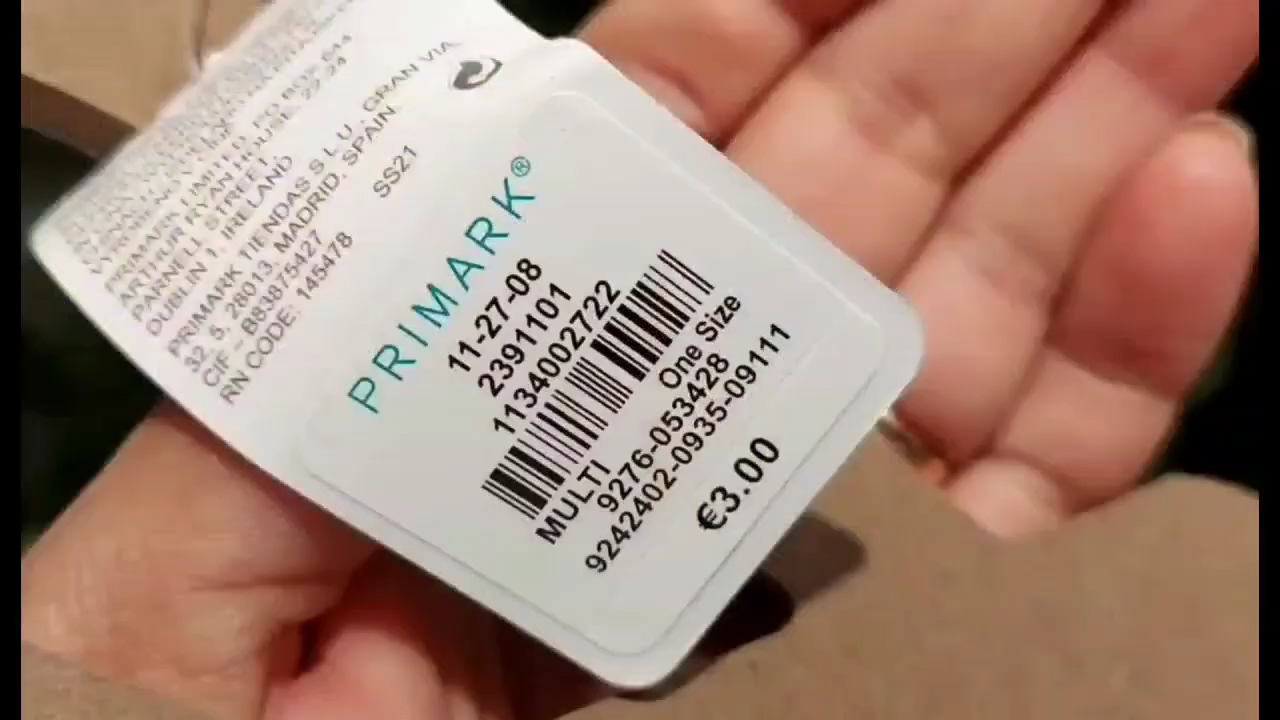 PRIMARK LIMITED, PO BOX 644
ARTHUR RYAN HOUSE, 22-24
PARNELL STREET
DUBLIN 1, IRELAND
PRIMARK TIENDAS S L U , GRAN VIA,
32, 5, 28013, MADRID, SPAIN
CIF - B83875427
RN CODE: 145478
SS21
PRIMARK®
11-27-08
2391101
11340027 22
MULTI One Size
9276-053428
9242402-0935-09111
€3.00